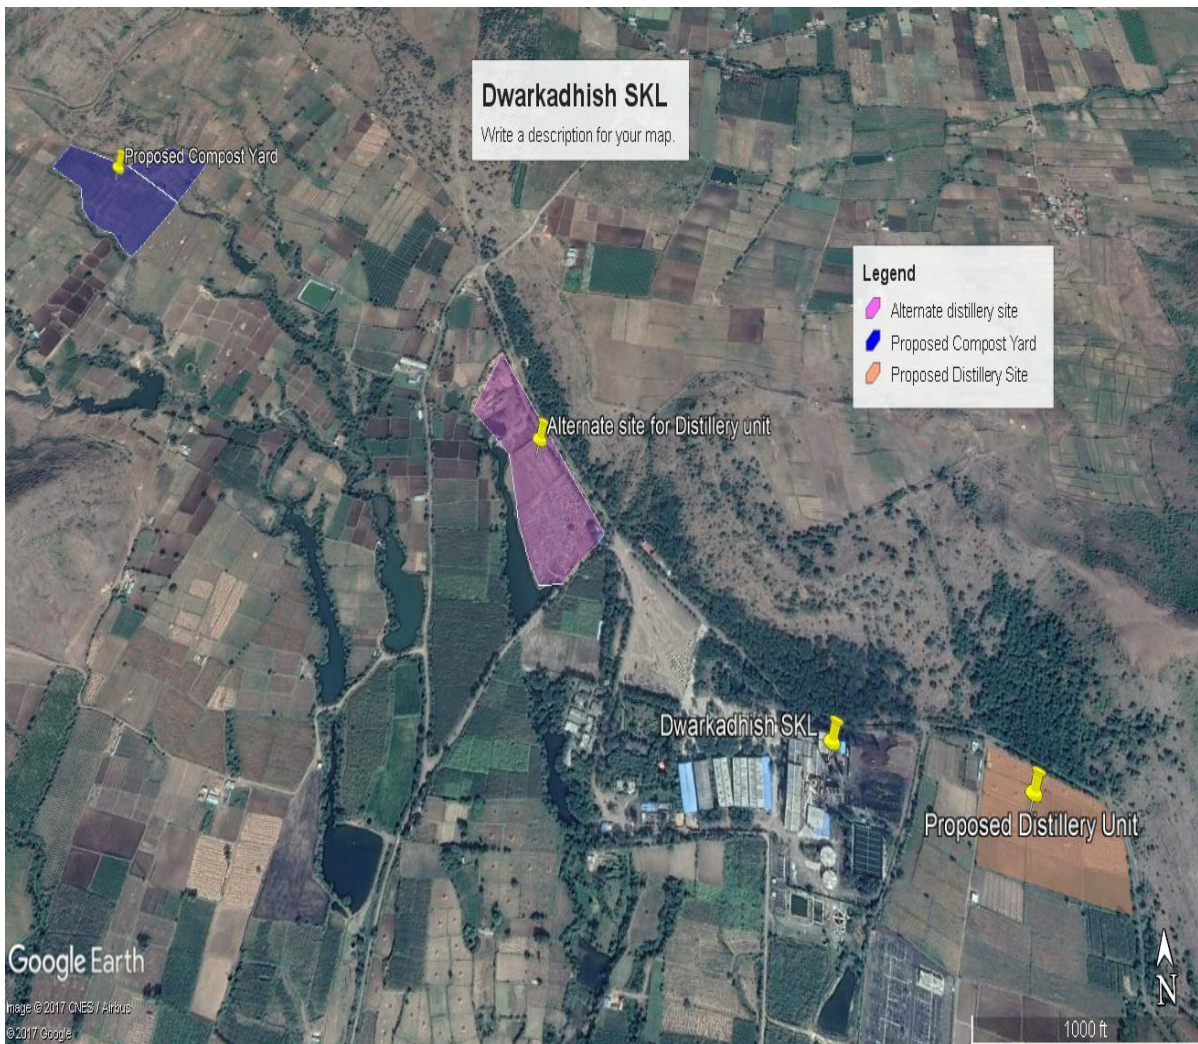 Dwarkadhish SKL
Write a description for your map.
Proposed Compost Yard
Legend
Alternate distillery site
Proposed Compost Yard
Proposed Distillery Site
Alternate site for Distillery unit
Dwarkadhish SKL
Proposed Distillery Unit
Google Earth
Image © 2017 CNES / Airbus
© 2017 Google
N
1000 ft